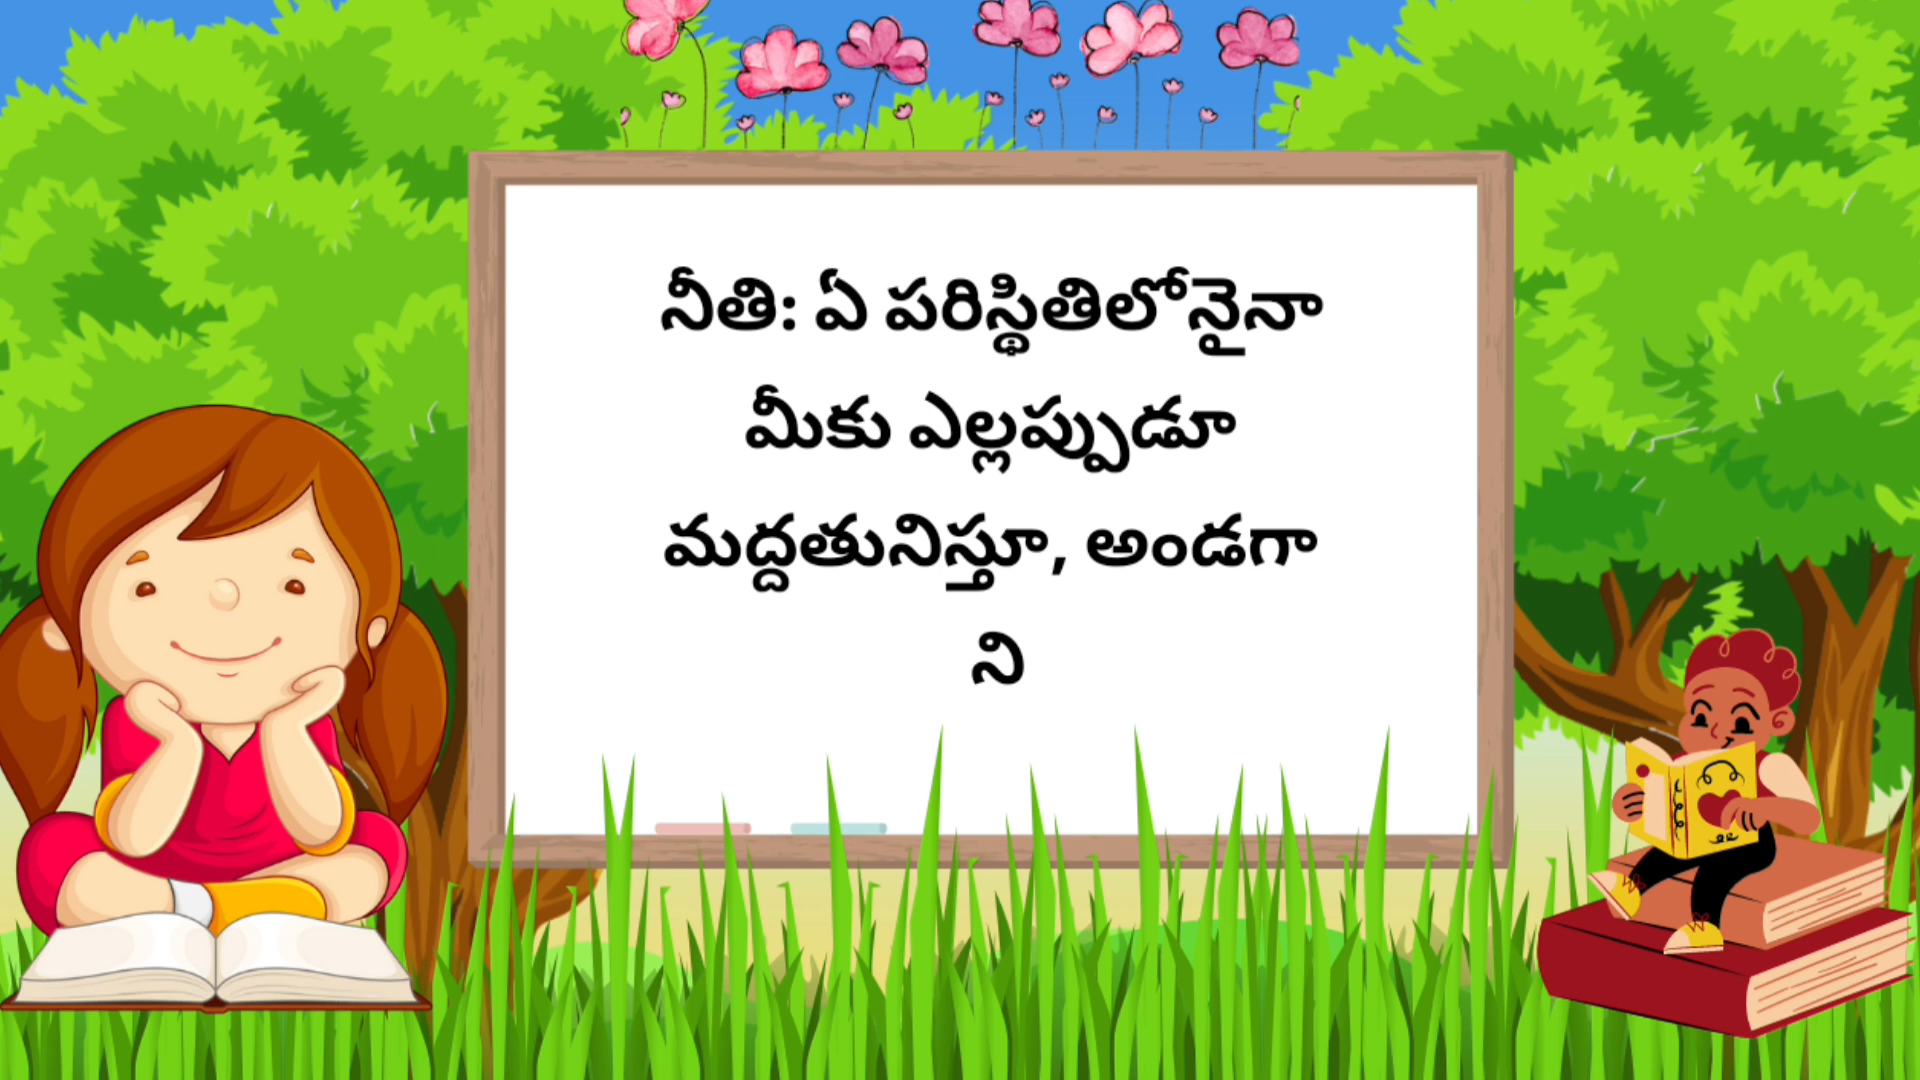 నీతి: ఏ పరిస్థితిలోనైనా
మీకు ఎల్లప్పుడూ
మద్దతునిస్తూ, అండగా
ని